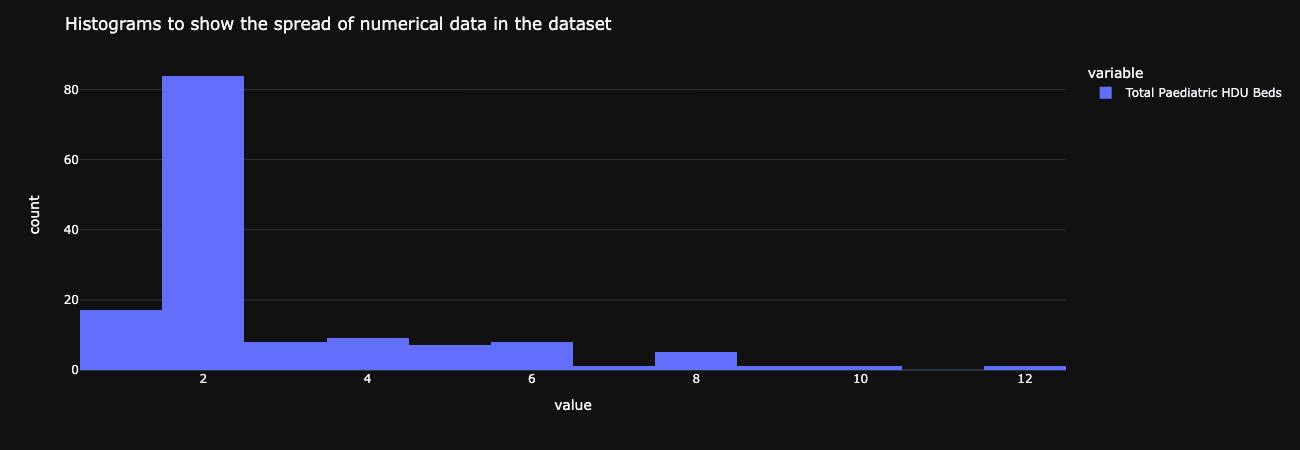 Histograms to show the spread of numerical data in the dataset
variable
Total Paediatric HDU Beds
80
60
40
20
0
count
2 4 6 8 10 12
value